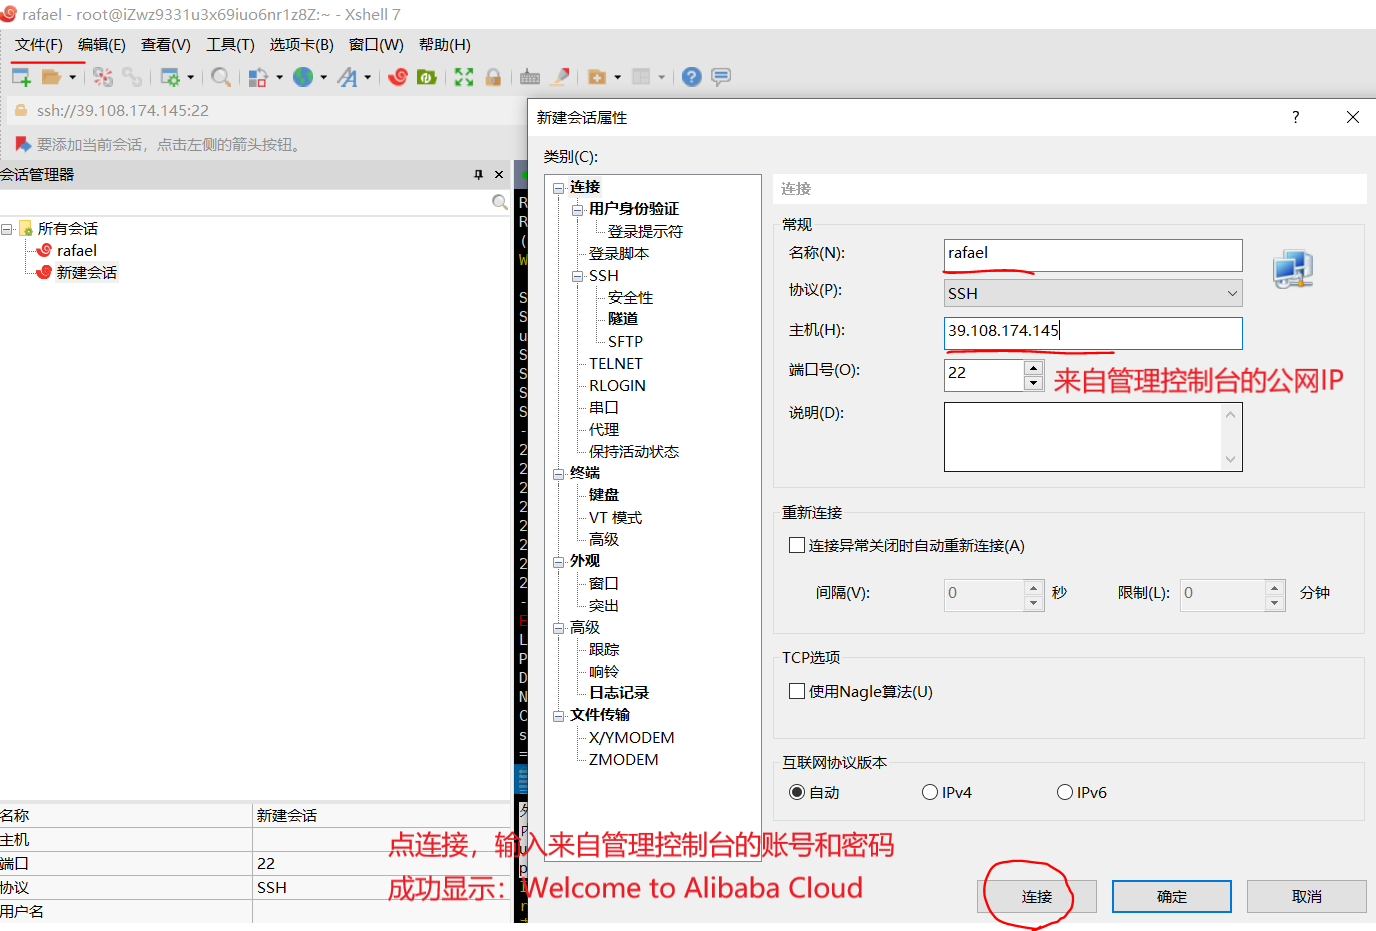 rafael - root@iZwz9331u3x69iuo6nr1z8Z:~ - Xshell 7
文件(F) 编辑(E) 查看(V) 工具(T) 选项卡(B) 窗口(W) 帮助(H)
ssh://39.108.174.145:22
要添加当前会话，点击左侧的箭头按钮。
会话管理器
所有会话
rafael
新建会话
名称 新建会话
主机
端口 22
协议 SSH
用户名
新建会话属性
类别(C):
连接
用户身份验证
登录提示符
登录脚本
SSH
安全性
隧道
SFTP
TELNET
RLOGIN
串口
代理
保持活动状态
终端
键盘
VT 模式
高级
外观
窗口
突出
高级
跟踪
响铃
日志记录
文件传输
X/YMODEM
ZMODEM
连接
常规
名称(N): rafael
协议(P): SSH
主机(H): 39.108.174.145
端口号(O): 22
来自管理控制台的公网IP
说明(D):
重新连接
连接异常关闭时自动重新连接(A)
间隔(V): 0 秒 限制(L): 0 分钟
TCP选项
使用Nagle算法(U)
互联网协议版本
自动 IPv4 IPv6
点连接，输入来自管理控制台的账号和密码
成功显示：Welcome to Alibaba Cloud
连接 确定 取消